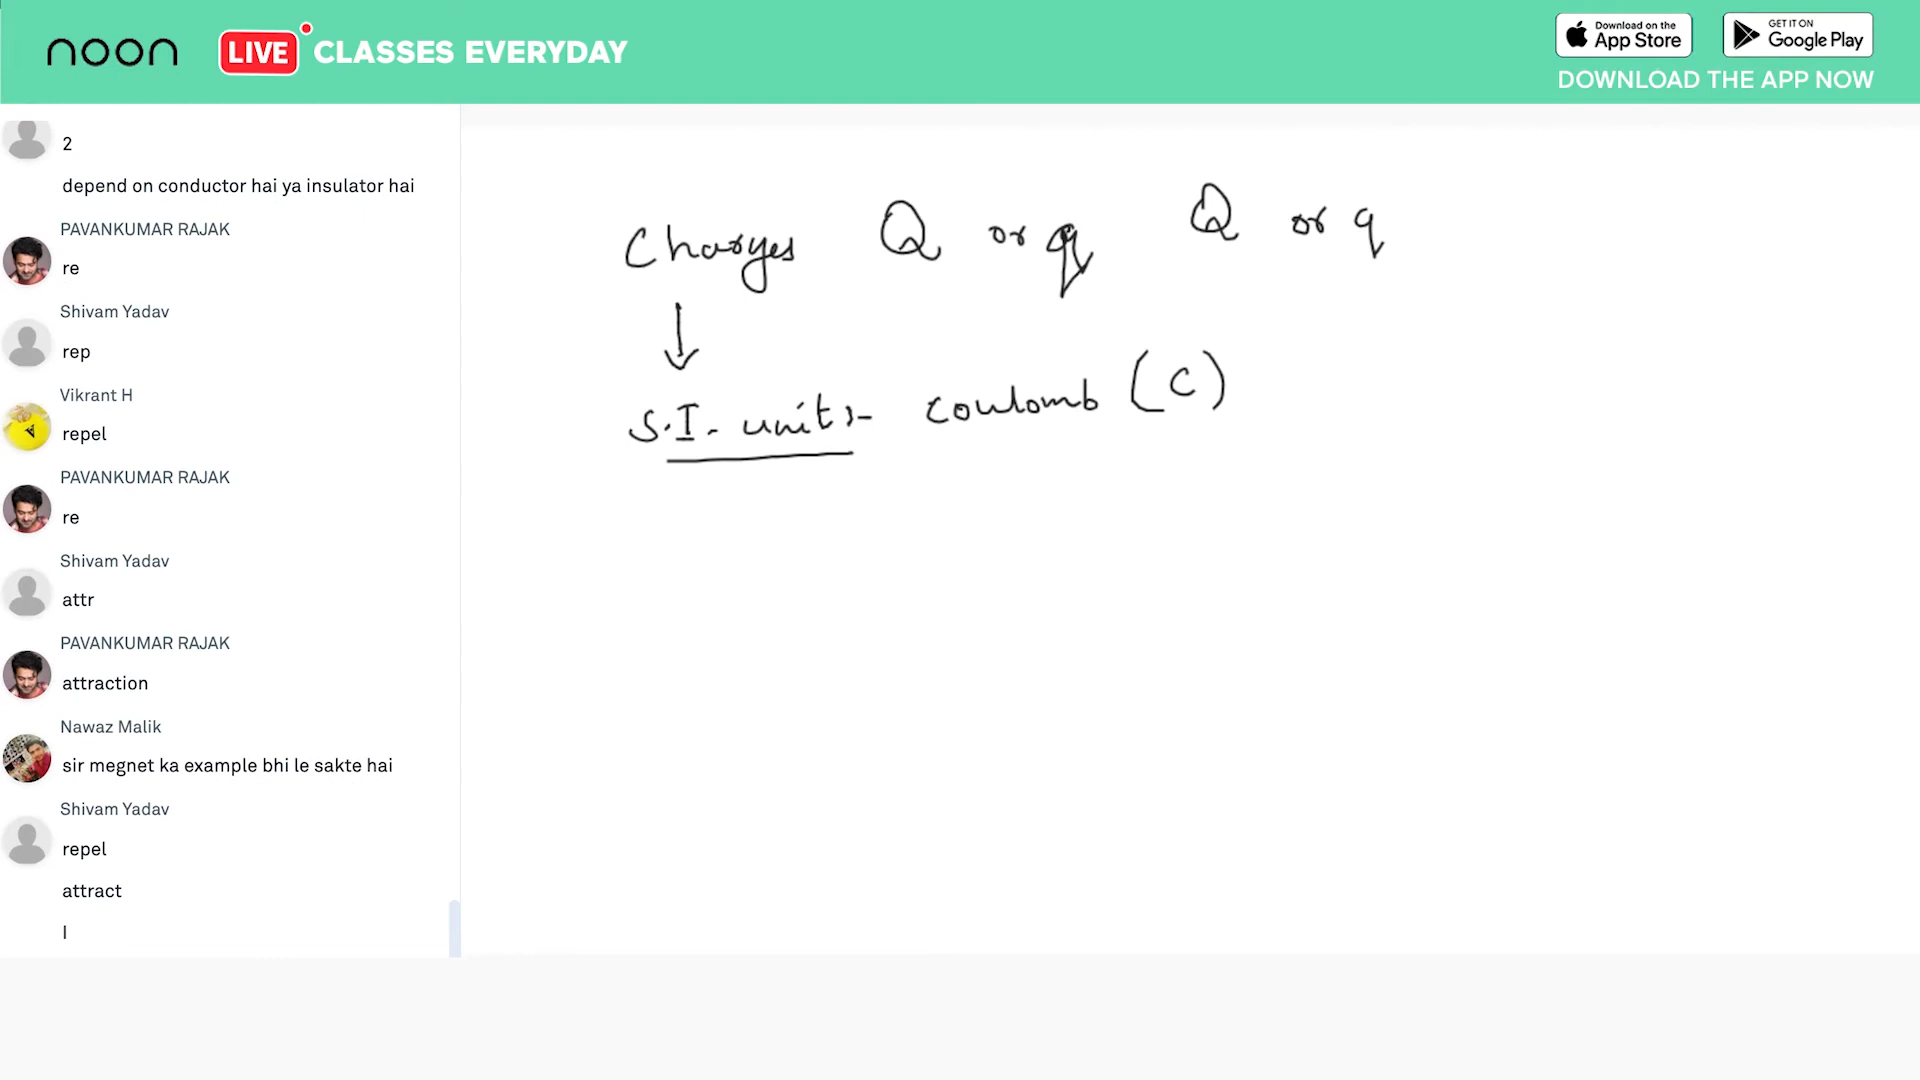 noon LIVE CLASSES EVERYDAY
Download on the App Store
GET IT ON Google Play
DOWNLOAD THE APP NOW
2
depend on conductor hai ya insulator hai
PAVANKUMAR RAJAK
re
Shivam Yadav
rep
Vikrant H
repel
PAVANKUMAR RAJAK
re
Shivam Yadav
attr
PAVANKUMAR RAJAK
attraction
Nawaz Malik
sir megnet ka example bhi le sakte hai
Shivam Yadav
repel
attract
I
Charges Q or q Q or q
S.I. unit:- coulomb (C)